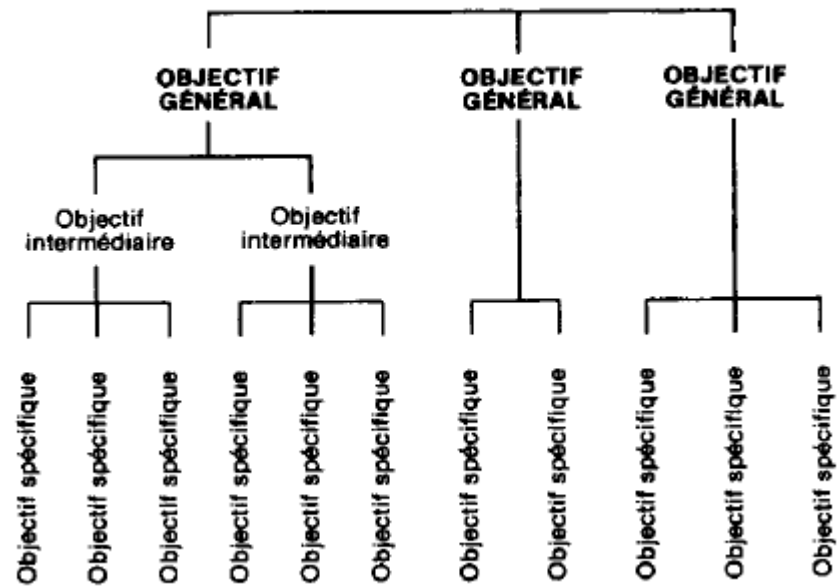 OBJECTIF
GÉNÉRAL
OBJECTIF
GÉNÉRAL
OBJECTIF
GÉNÉRAL
Objectif
intermédiaire
Objectif
intermédiaire
Objectif spécifique
Objectif spécifique
Objectif spécifique
Objectif spécifique
Objectif spécifique
Objectif spécifique
Objectif spécifique
Objectif spécifique
Objectif spécifique
Objectif spécifique
Objectif spécifique